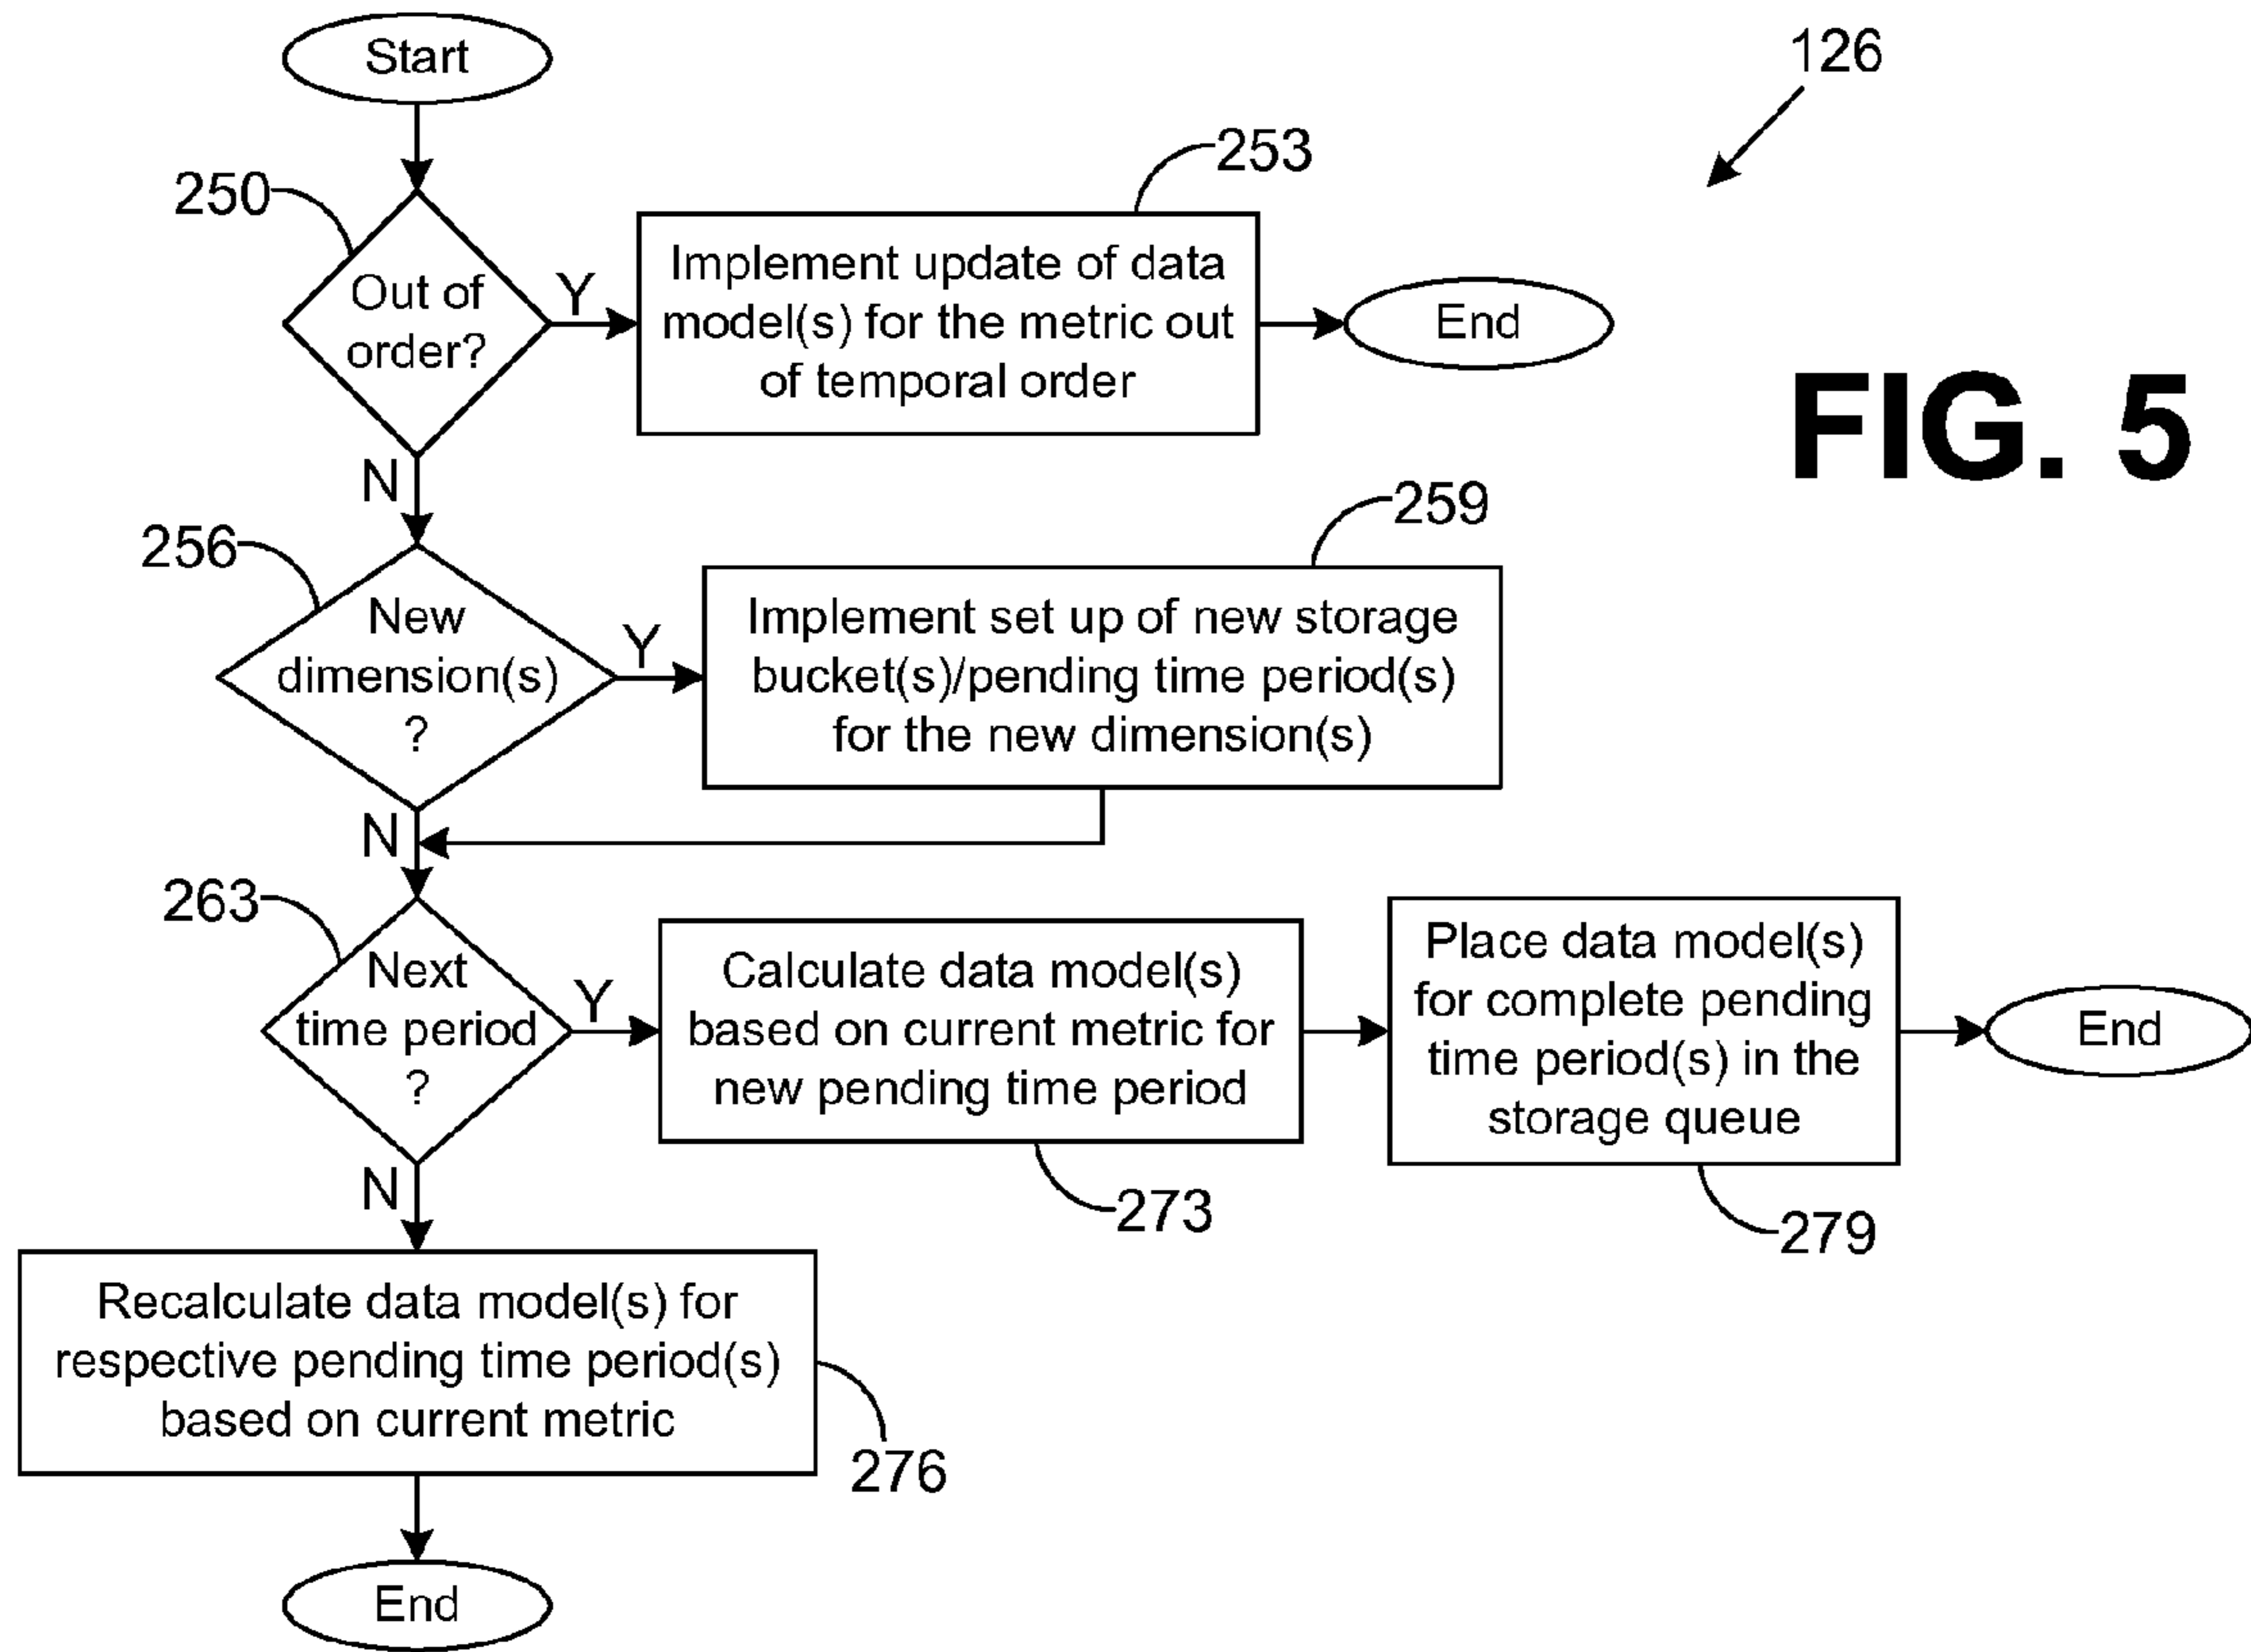 Start
126
250
253
Out of
order?
Y
Implement update of data
model(s) for the metric out
of temporal order
End
FIG. 5
N
256
259
New
dimension(s)
?
Y
Implement set up of new storage
bucket(s)/pending time period(s)
for the new dimension(s)
N
263
Next
time period
?
Y
Calculate data model(s)
based on current metric for
new pending time period
273
Place data model(s)
for complete pending
time period(s) in the
storage queue
279
End
N
Recalculate data model(s) for
respective pending time period(s)
based on current metric
276
End